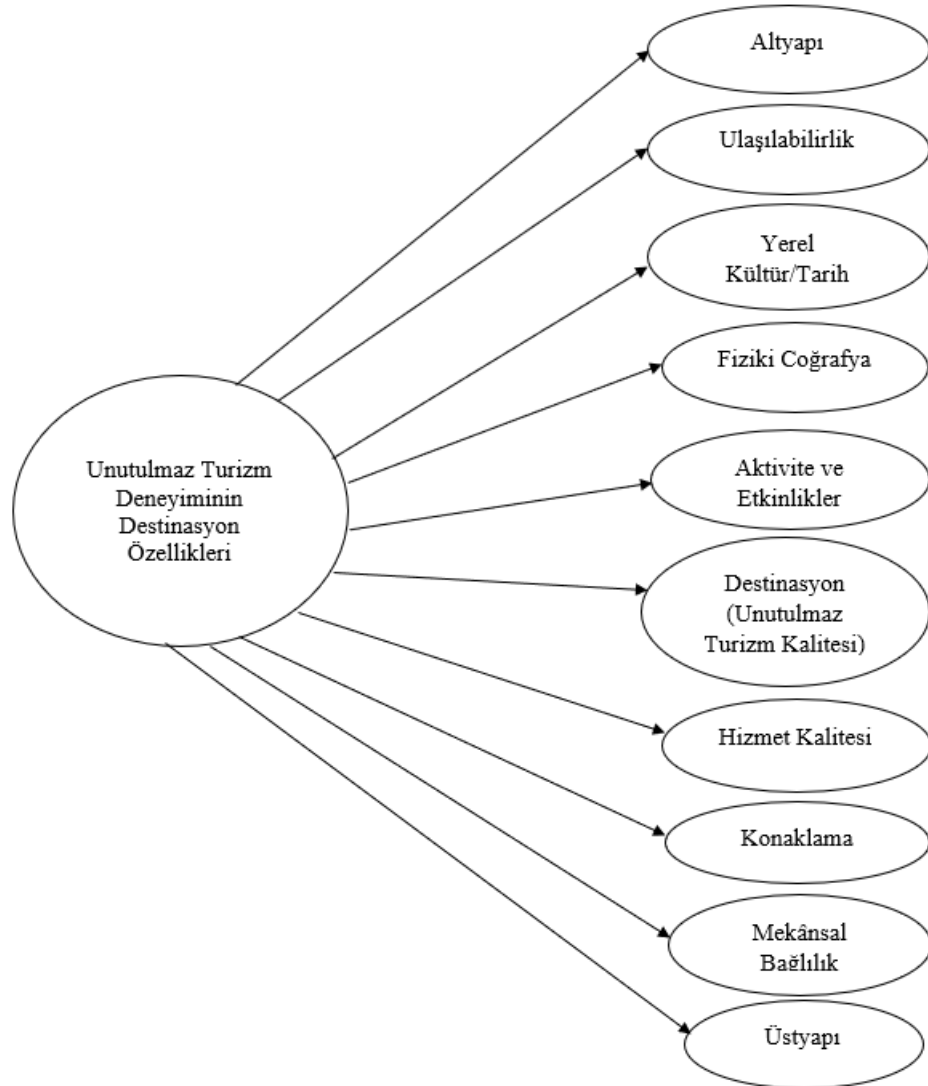 Altyapı
Ulaşılabilirlik
Yerel
Kültür/Tarih
Fiziki Coğrafya
Unutulmaz Turizm
Deneyiminin
Destinasyon
Özellikleri
Aktivite ve
Etkinlikler
Destinasyon
(Unutulmaz
Turizm Kalitesi)
Hizmet Kalitesi
Konaklama
Mekânsal
Bağlılık
Üstyapı